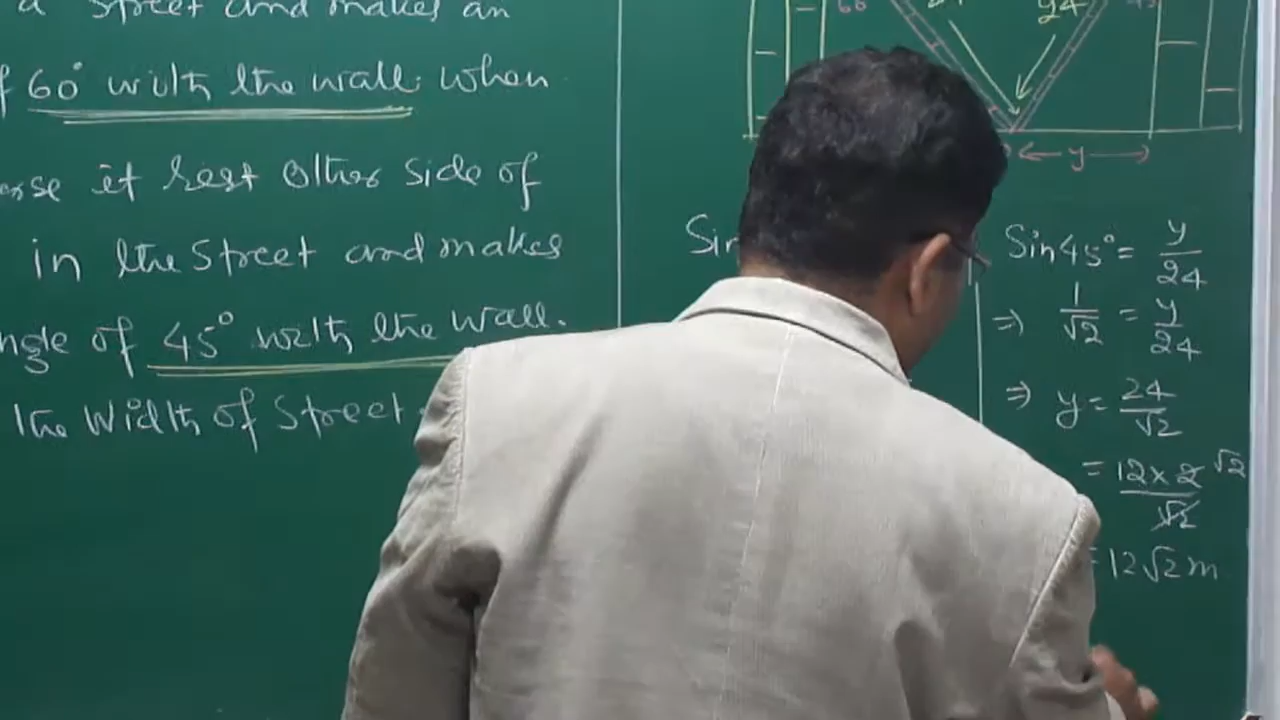 a Street and makes an
f 60° with the wall. when
erse it rest Other side of
in the Street and makes
ngle of 45° with the wall.
the Width of Street
60 24 24 45
y
Sin
Sin45° = y/24
⇒ 1/√2 = y/24
⇒ y = 24/√2
= 12×2/√2 √2
= 12√2 m